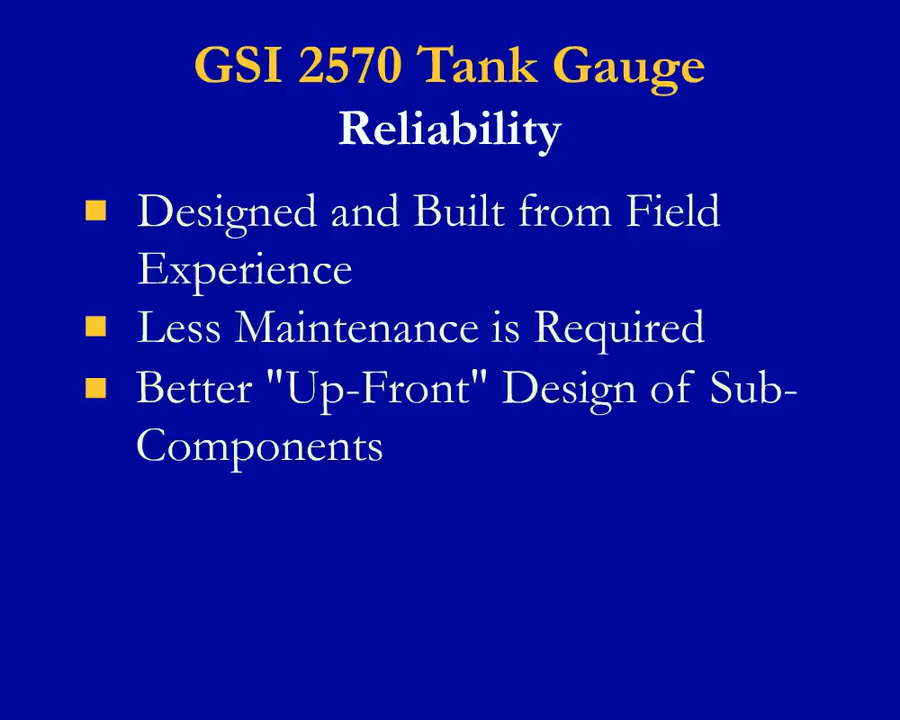 GSI 2570 Tank Gauge
Reliability
Designed and Built from Field
Experience
Less Maintenance is Required
Better "Up-Front" Design of Sub-
Components